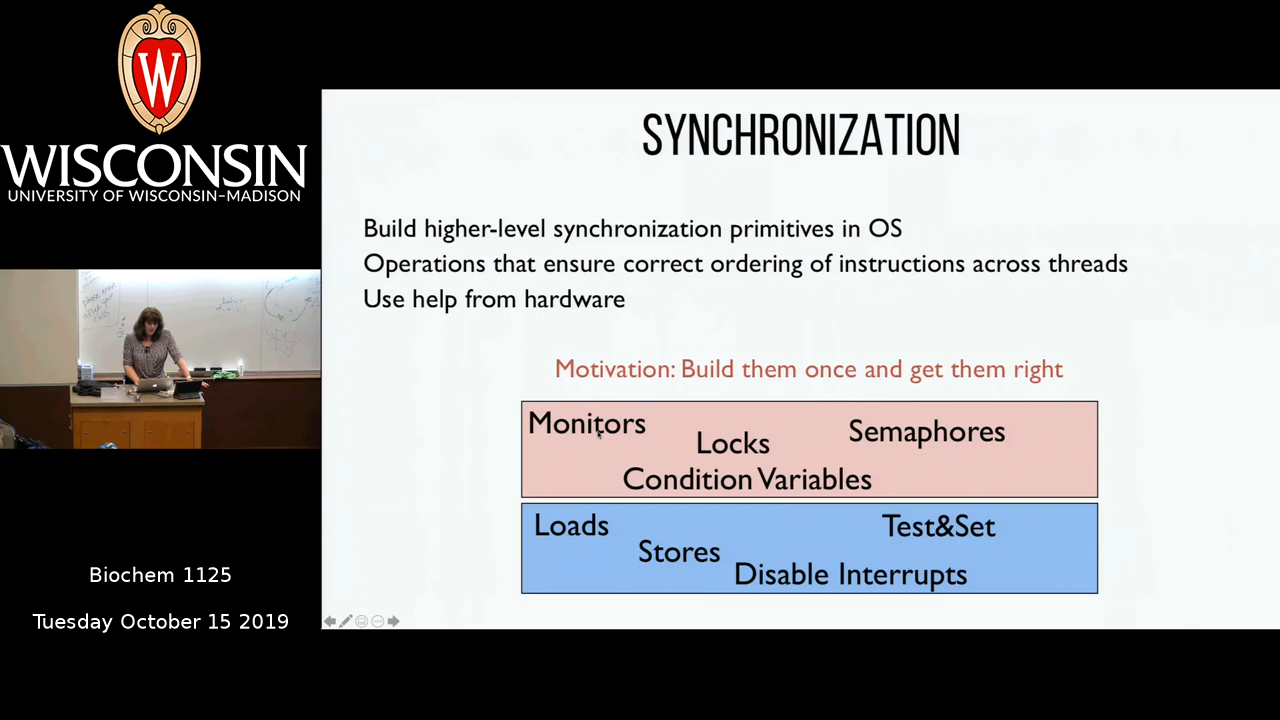 W
WISCONSIN
UNIVERSITY OF WISCONSIN-MADISON
Biochem 1125
Tuesday October 15 2019
SYNCHRONIZATION
Build higher-level synchronization primitives in OS
Operations that ensure correct ordering of instructions across threads
Use help from hardware
Motivation: Build them once and get them right
Monitors
Locks
Semaphores
Condition Variables
Loads
Test&Set
Stores
Disable Interrupts